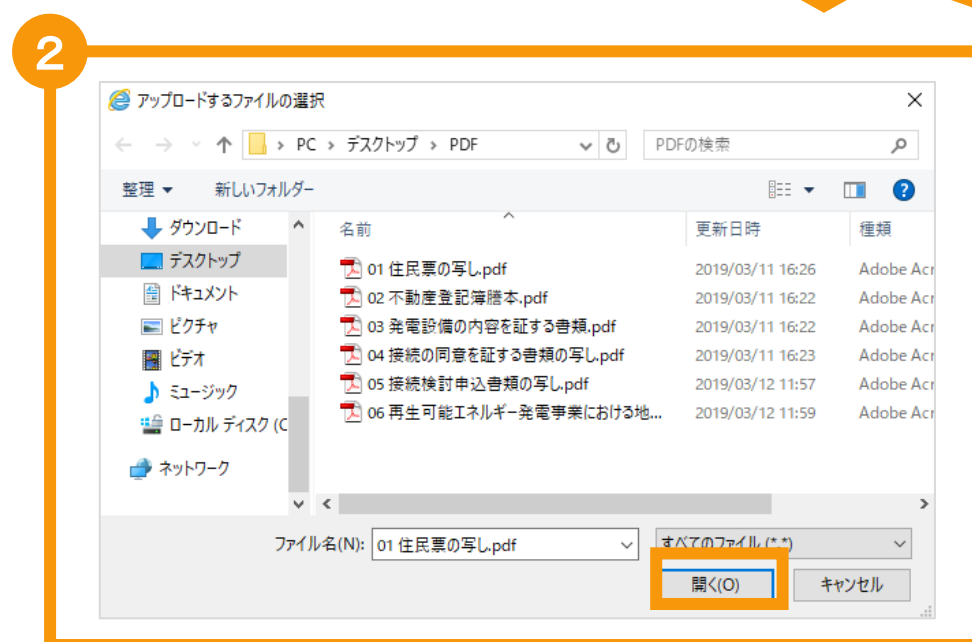 2
アップロードするファイルの選択
PC > デスクトップ > PDF
PDFの検索
整理
新しいフォルダー
ダウンロード
デスクトップ
ドキュメント
ピクチャ
ビデオ
ミュージック
ローカル ディスク (C
ネットワーク
名前 更新日時 種類
01 住民票の写し.pdf 2019/03/11 16:26 Adobe Acr
02 不動産登記簿謄本.pdf 2019/03/11 16:22 Adobe Acr
03 発電設備の内容を証する書類.pdf 2019/03/11 16:22 Adobe Acr
04 接続の同意を証する書類の写し.pdf 2019/03/11 16:23 Adobe Acr
05 接続検討申込書類の写し.pdf 2019/03/12 11:57 Adobe Acr
06 再生可能エネルギー発電事業における地... 2019/03/12 11:59 Adobe Acr
ファイル名(N): 01 住民票の写し.pdf
すべてのファイル (*.*)
開く(O)
キャンセル